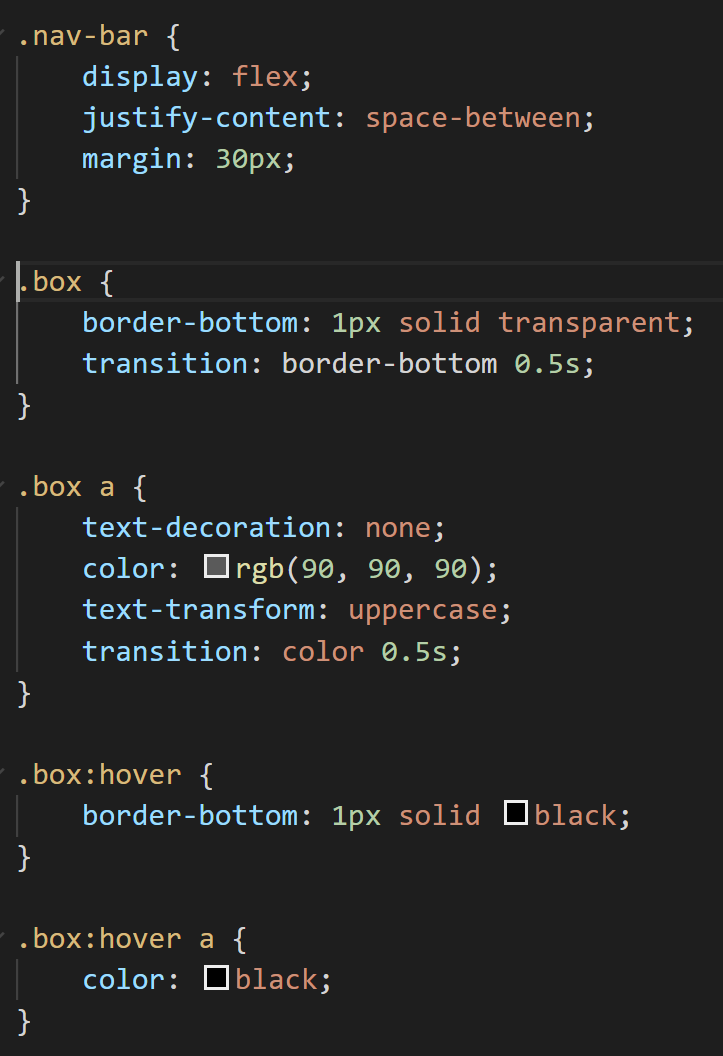 .nav-bar {
    display: flex;
    justify-content: space-between;
    margin: 30px;
}

.box {
    border-bottom: 1px solid transparent;
    transition: border-bottom 0.5s;
}

.box a {
    text-decoration: none;
    color: rgb(90, 90, 90);
    text-transform: uppercase;
    transition: color 0.5s;
}

.box:hover {
    border-bottom: 1px solid black;
}

.box:hover a {
    color: black;
}